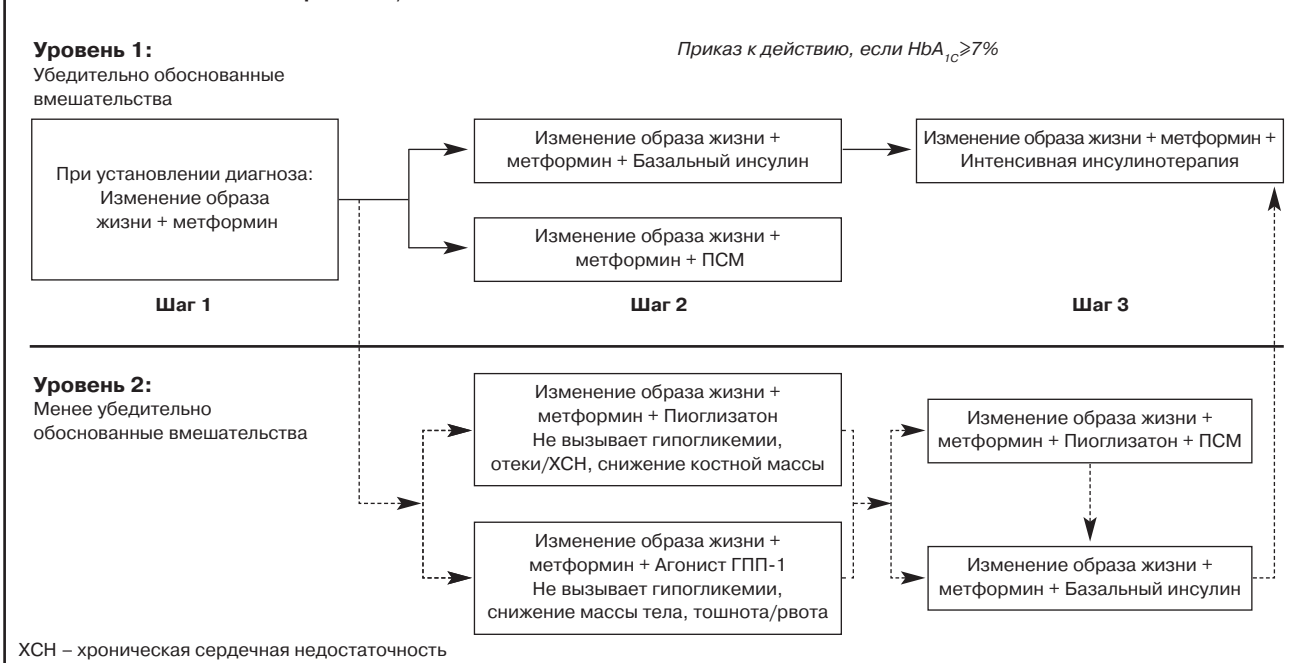 Уровень 1:
Убедительно обоснованные
вмешательства
Приказ к действию, если HbA1C⩾7%
При установлении диагноза:
Изменение образа
жизни + метформин
Изменение образа жизни +
метформин + Базальный инсулин
Изменение образа жизни + метформин +
Интенсивная инсулинотерапия
Изменение образа жизни +
метформин + ПСМ
Шаг 1
Шаг 2
Шаг 3
Уровень 2:
Менее убедительно
обоснованные вмешательства
Изменение образа жизни +
метформин + Пиоглизатон
Не вызывает гипогликемии,
отеки/ХСН, снижение костной массы
Изменение образа жизни +
метформин + Пиоглизатон + ПСМ
Изменение образа жизни +
метформин + Агонист ГПП-1
Не вызывает гипогликемии,
снижение массы тела, тошнота/рвота
Изменение образа жизни +
метформин + Базальный инсулин
ХСН – хроническая сердечная недостаточность